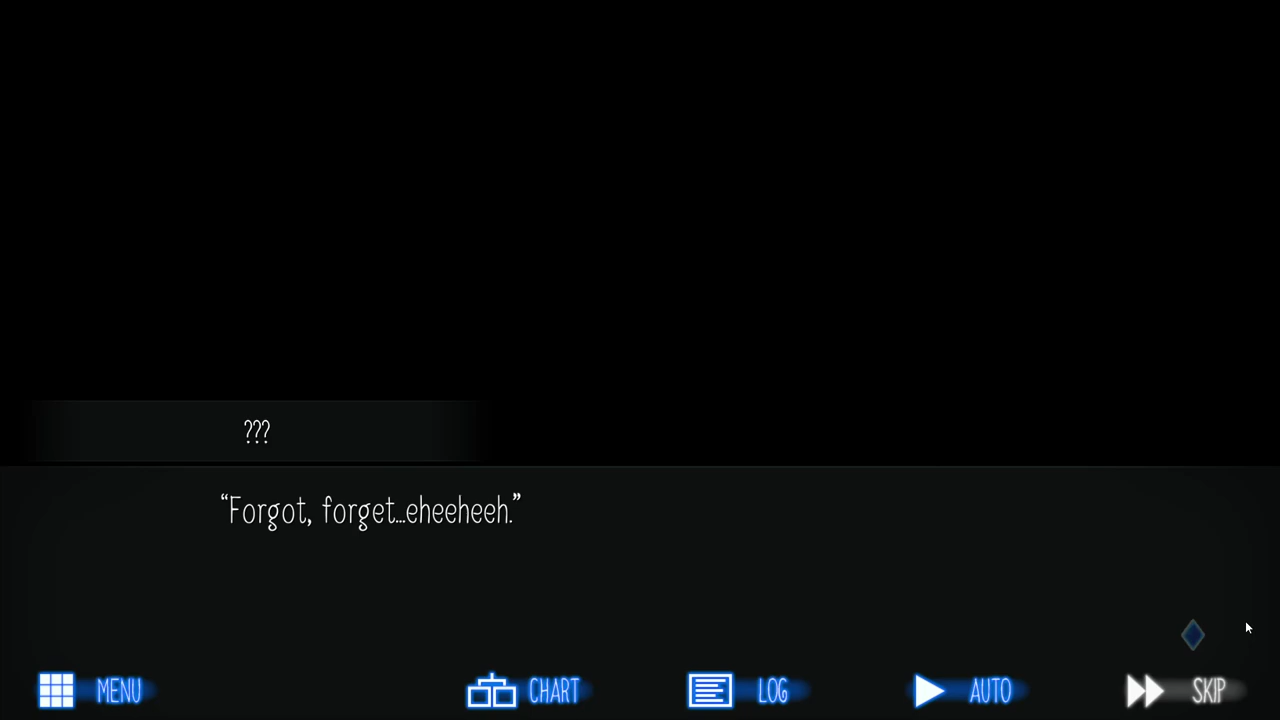 ???
“Forgot, forget...eheeheeh.”
MENU
CHART
LOG
AUTO
SKIP